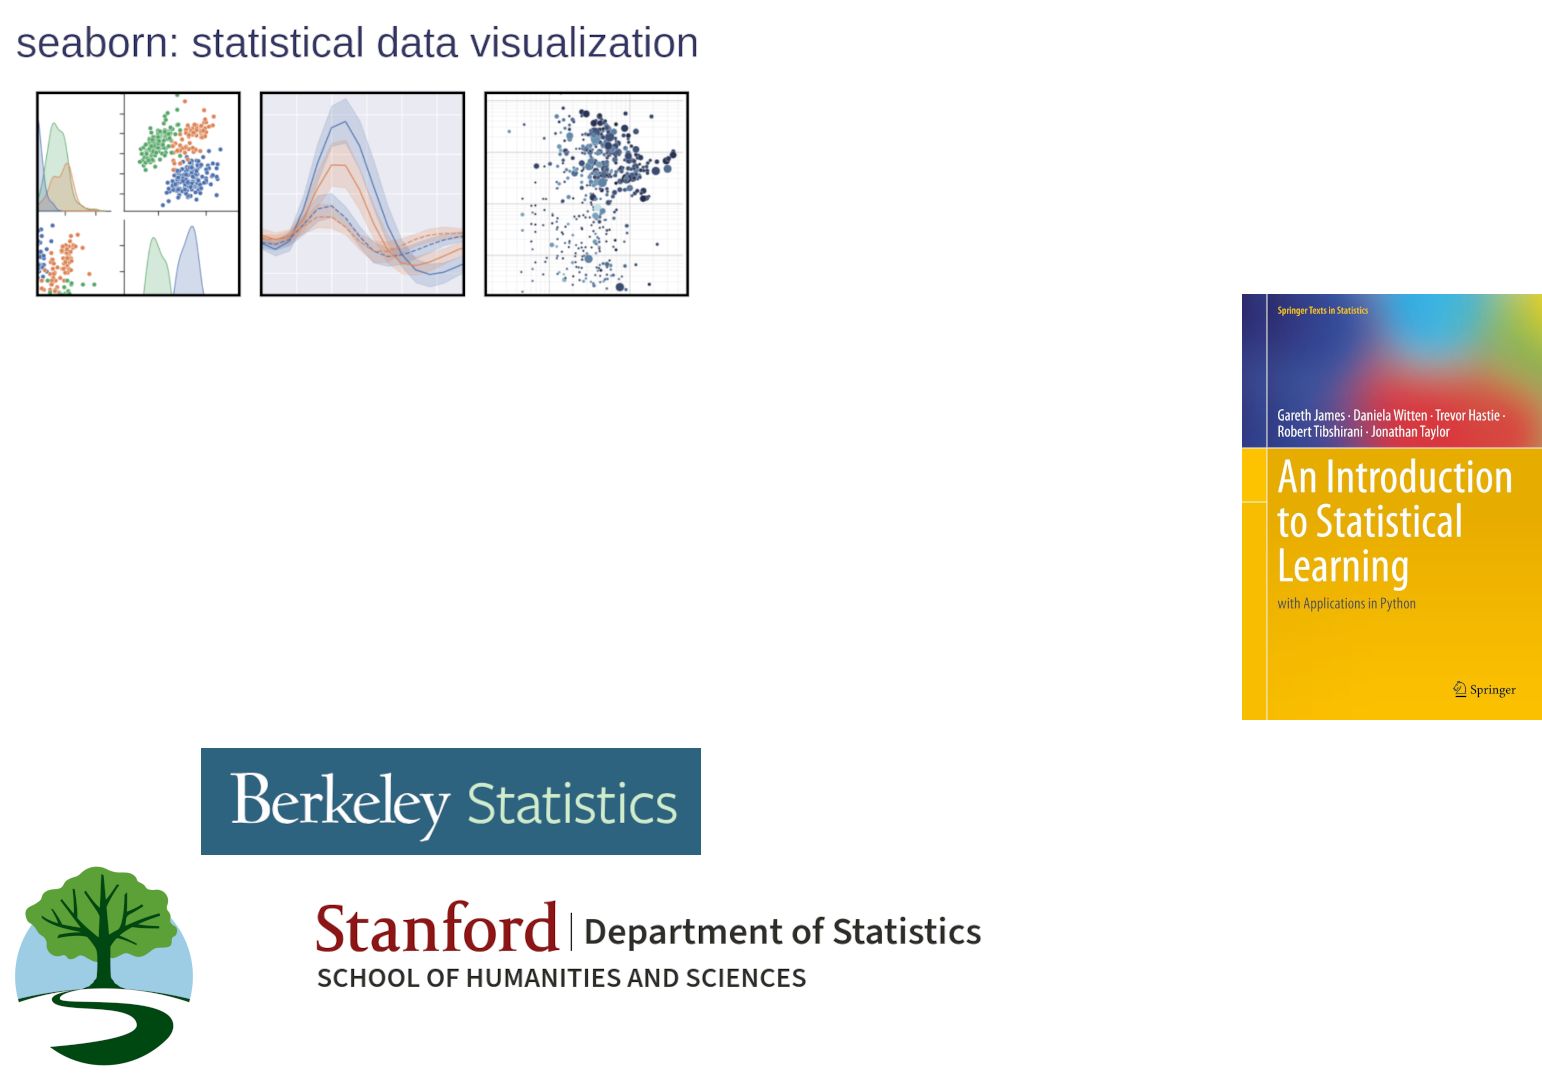 seaborn: statistical data visualization
Springer Texts in Statistics
Gareth James · Daniela Witten · Trevor Hastie ·
Robert Tibshirani · Jonathan Taylor
An Introduction
to Statistical
Learning
with Applications in Python
Springer
Berkeley Statistics
Stanford | Department of Statistics
SCHOOL OF HUMANITIES AND SCIENCES